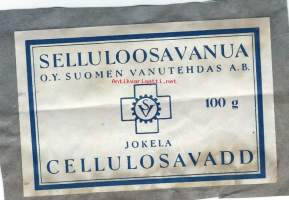 SELLULOOSAVANUA
O.Y. SUOMEN VANUTEHDAS A.B.
100 g
JOKELA
CELLULOSAVADD